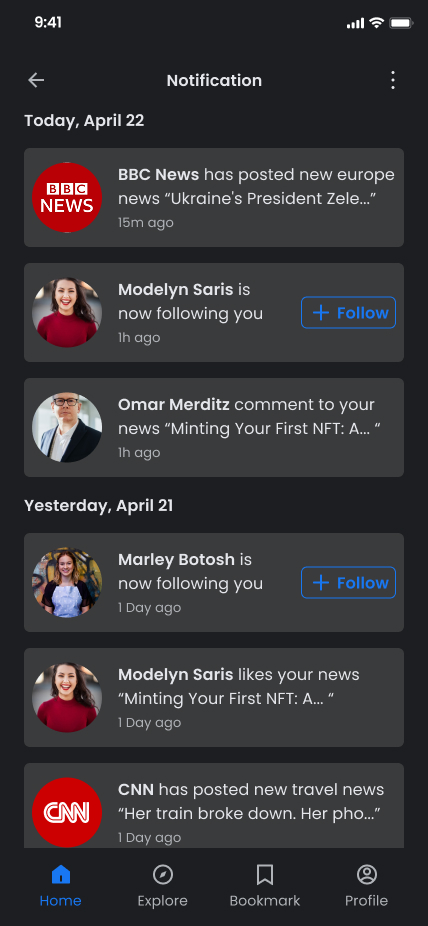 9:41
Notification
Today, April 22
BBC
NEWS
BBC News has posted new europe
news “Ukraine's President Zele...”
15m ago
Modelyn Saris is
now following you
1h ago
+ Follow
Omar Merditz comment to your
news “Minting Your First NFT: A... “
1h ago
Yesterday, April 21
Marley Botosh is
now following you
1 Day ago
+ Follow
Modelyn Saris likes your news
“Minting Your First NFT: A... “
1 Day ago
CNN
CNN has posted new travel news
“Her train broke down. Her pho...”
1 Day ago
Home
Explore
Bookmark
Profile